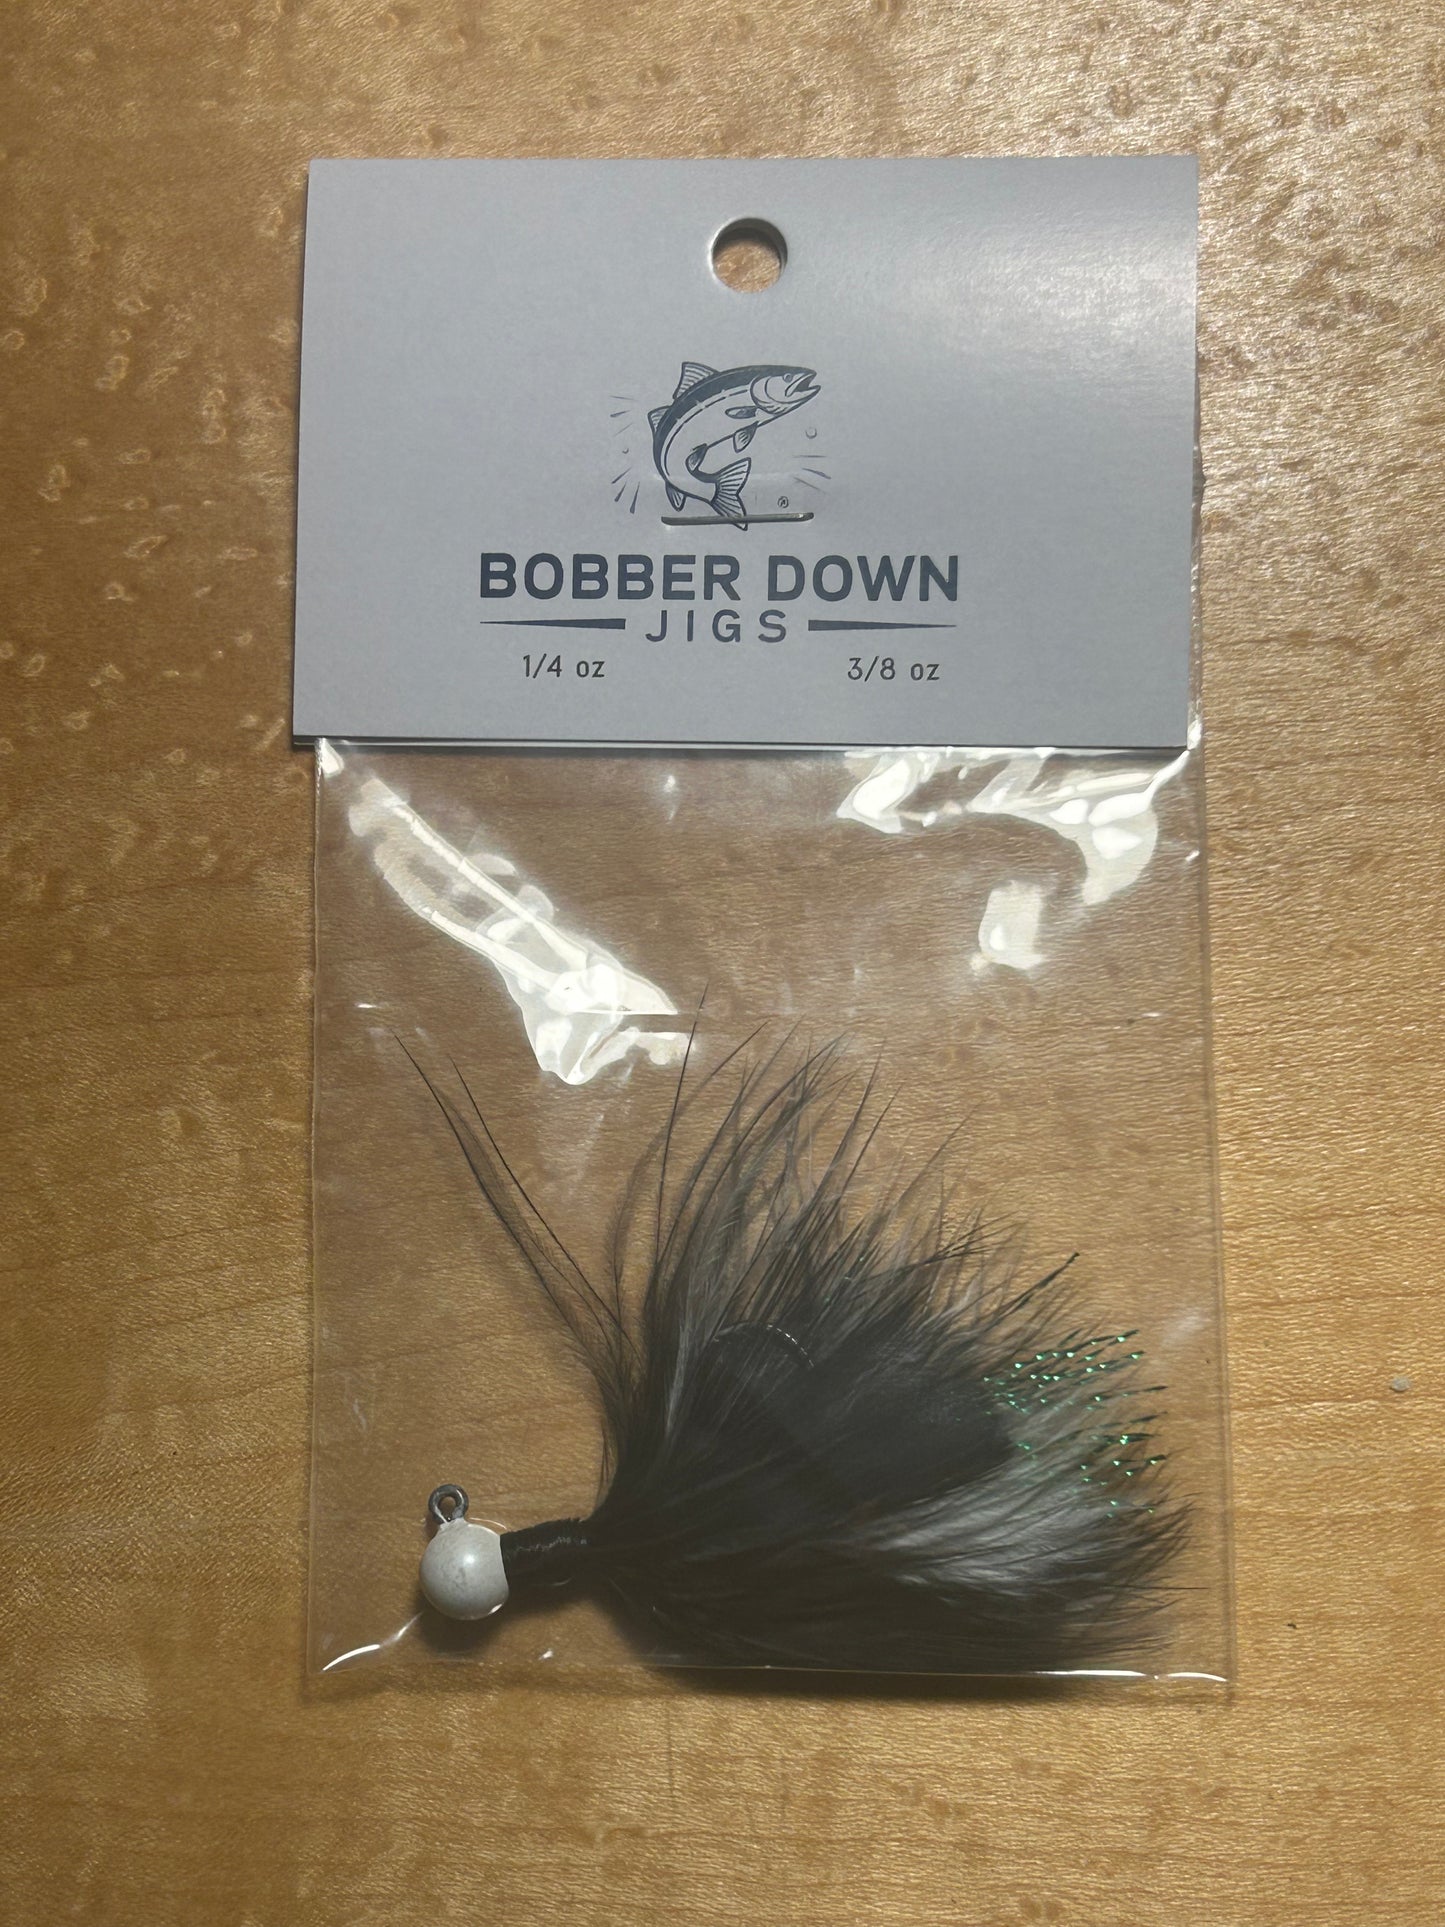 BOBBER DOWN
JIGS
1/4 oz 3/8 oz